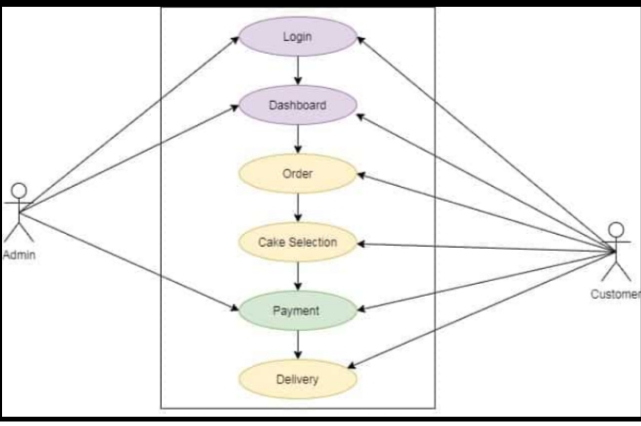 Login
Dashboard
Order
Cake Selection
Payment
Delivery
Admin
Customer